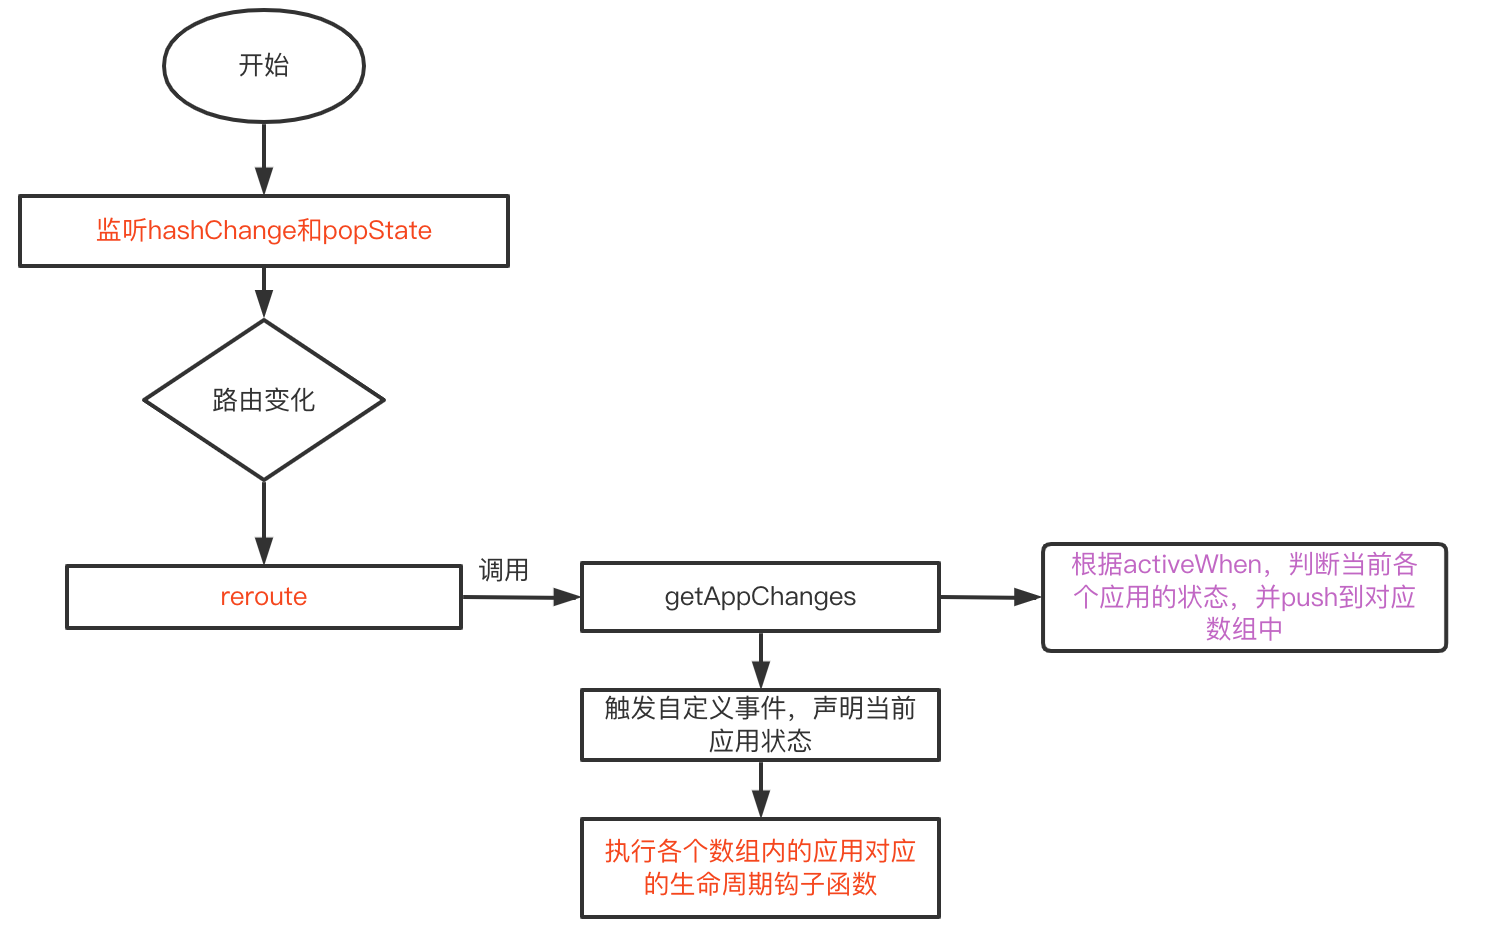 开始
监听hashChange和popState
路由变化
reroute
调用
getAppChanges
根据activeWhen，判断当前各
个应用的状态，并push到对应
数组中
触发自定义事件，声明当前
应用状态
执行各个数组内的应用对应
的生命周期钩子函数